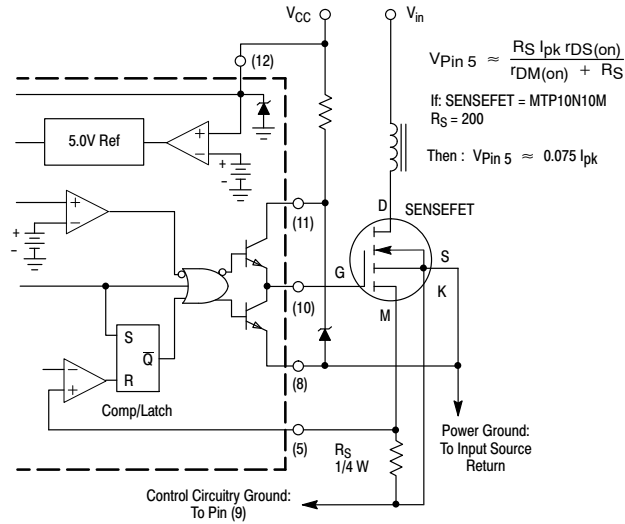 VCC
Vin
(12)
VPin 5 ≈ RS Ipk rDS(on) / rDM(on) + RS
If: SENSEFET = MTP10N10M
RS = 200
Then : VPin 5 ≈ 0.075 Ipk
5.0V Ref
+
−
+
-
(11)
D
SENSEFET
+
−
+
-
G
S
K
(10)
M
S
Q̅
R
−
+
(8)
Comp/Latch
(5)
RS
1/4 W
Power Ground:
To Input Source
Return
Control Circuitry Ground:
To Pin (9)